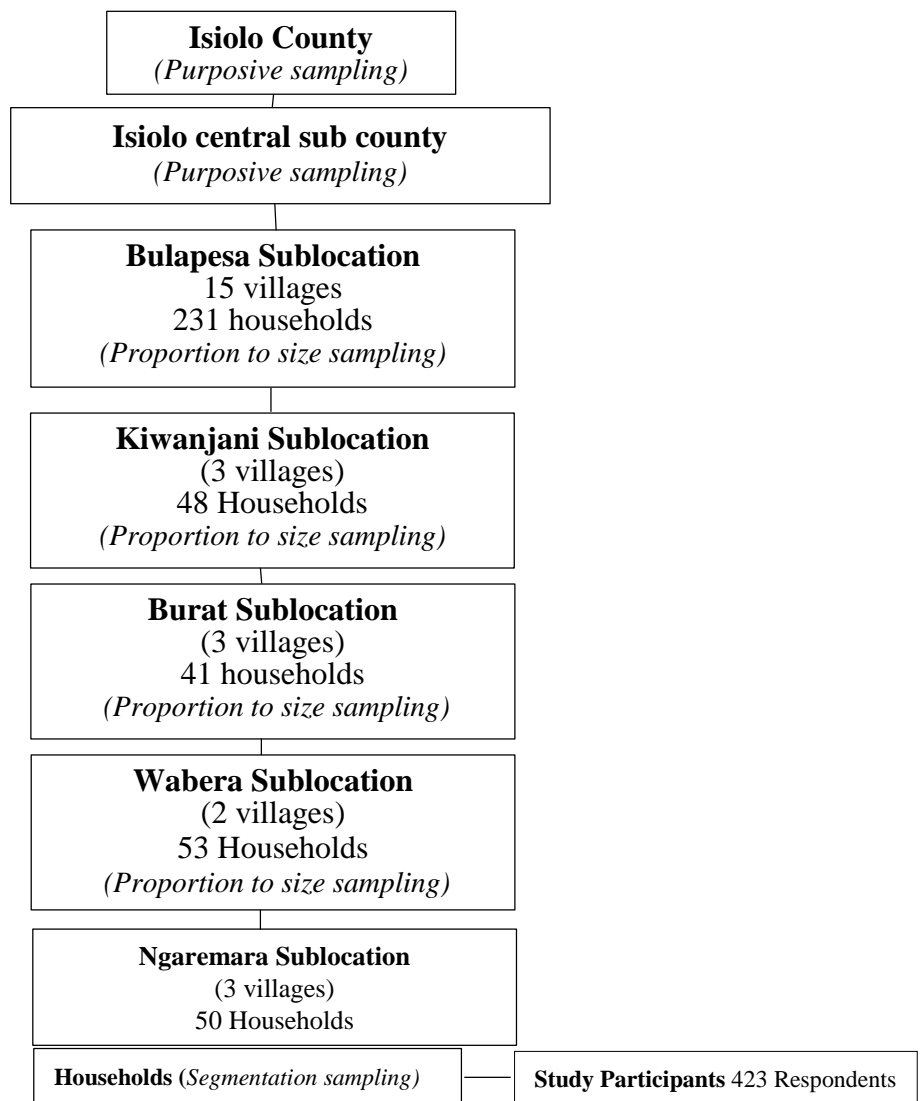 Isiolo County
(Purposive sampling)
Isiolo central sub county
(Purposive sampling)
Bulapesa Sublocation
15 villages
231 households
(Proportion to size sampling)
Kiwanjani Sublocation
(3 villages)
48 Households
(Proportion to size sampling)
Burat Sublocation
(3 villages)
41 households
(Proportion to size sampling)
Wabera Sublocation
(2 villages)
53 Households
(Proportion to size sampling)
Ngaremara Sublocation
(3 villages)
50 Households
Households (Segmentation sampling)
Study Participants 423 Respondents